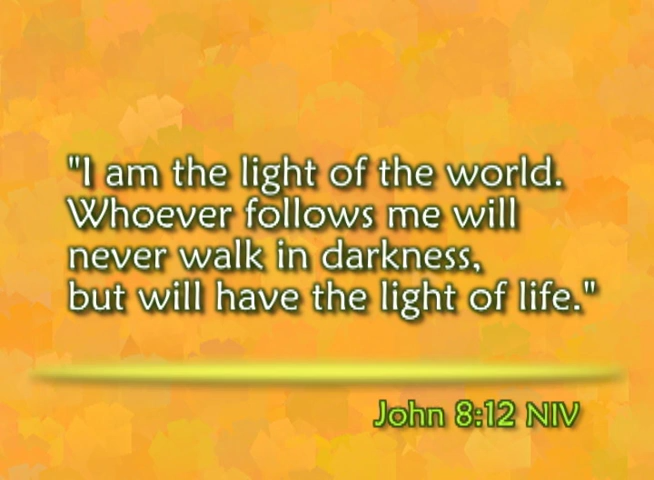 "I am the light of the world.
Whoever follows me will
never walk in darkness,
but will have the light of life."
John 8:12 NIV